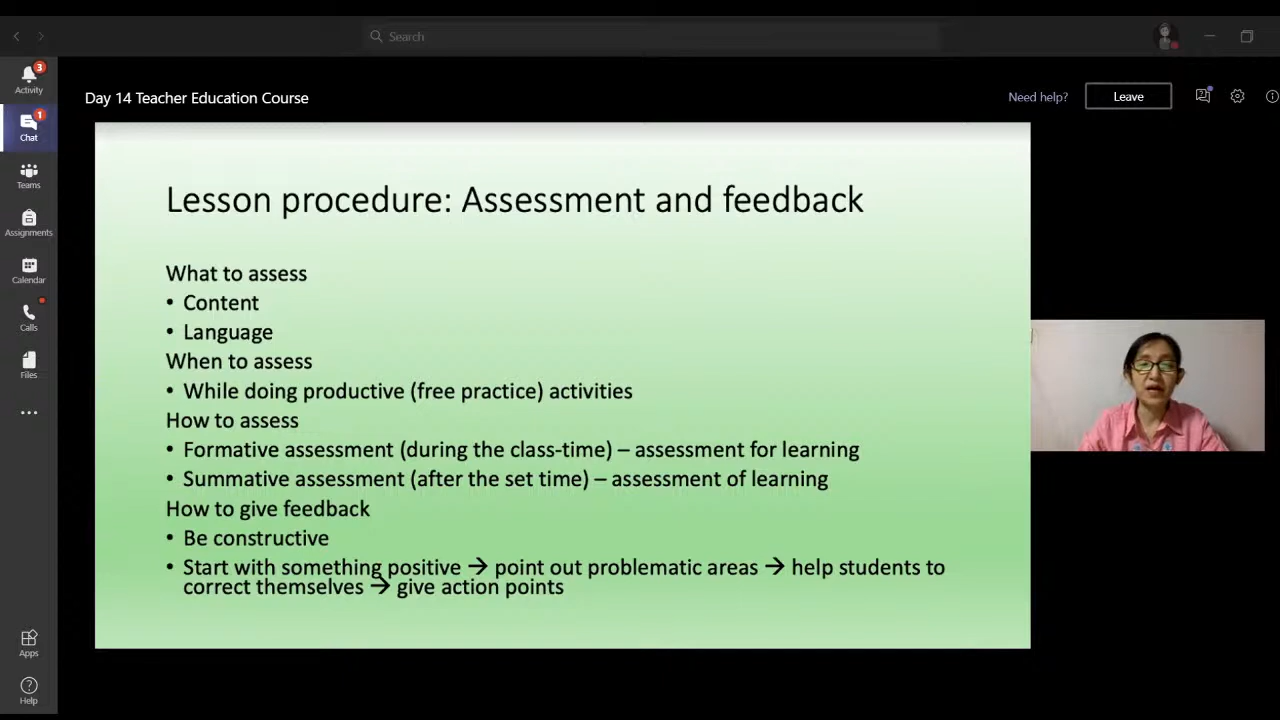 Search
3
Activity
1
Chat
Teams
Assignments
Calendar
Calls
Files
Apps
Help
Day 14 Teacher Education Course
Need help?
Leave
Lesson procedure: Assessment and feedback
What to assess
• Content
• Language
When to assess
• While doing productive (free practice) activities
How to assess
• Formative assessment (during the class-time) – assessment for learning
• Summative assessment (after the set time) – assessment of learning
How to give feedback
• Be constructive
• Start with something positive → point out problematic areas → help students to
correct themselves → give action points